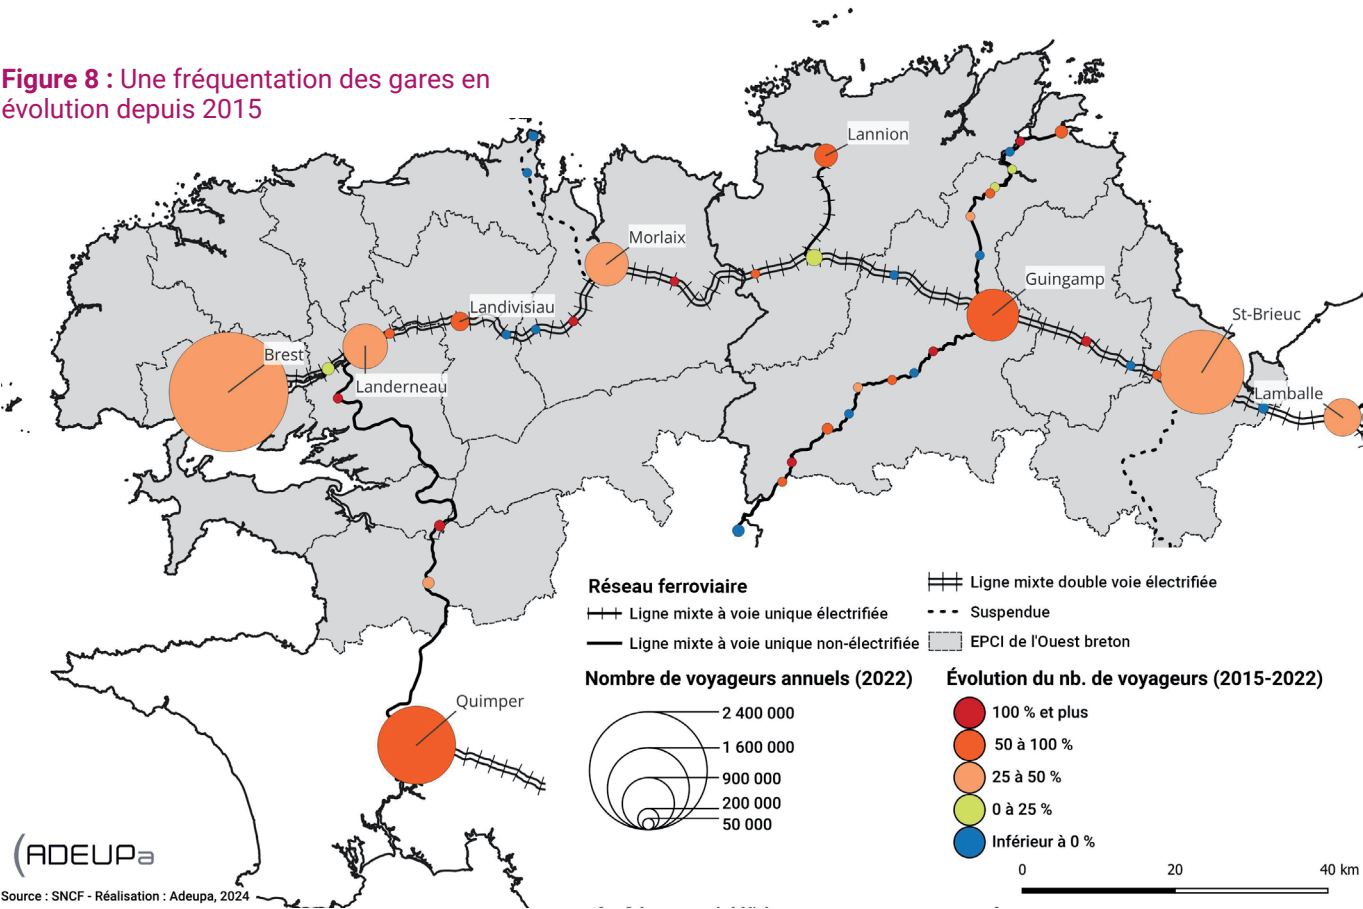 Figure 8 : Une fréquentation des gares en
évolution depuis 2015
Lannion
Morlaix
Guingamp
Landivisiau
St-Brieuc
Brest
Landerneau
Lamballe
Quimper
Réseau ferroviaire
Ligne mixte à voie unique électrifiée
Ligne mixte à voie unique non-électrifiée
Ligne mixte double voie électrifiée
Suspendue
EPCI de l'Ouest breton
Nombre de voyageurs annuels (2022)
2 400 000
1 600 000
900 000
200 000
50 000
Évolution du nb. de voyageurs (2015-2022)
100 % et plus
50 à 100 %
25 à 50 %
0 à 25 %
Inférieur à 0 %
0 20 40 km
ADEUPa
Source : SNCF - Réalisation : Adeupa, 2024